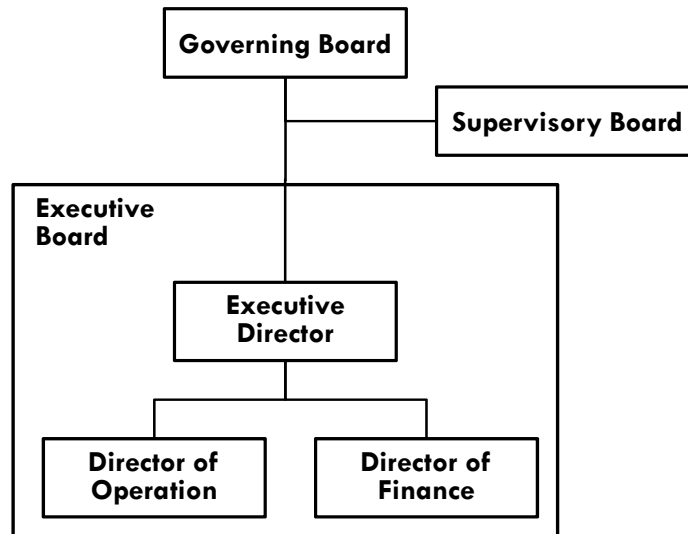 Governing Board
Supervisory Board
Executive
Board
Executive
Director
Director of
Operation
Director of
Finance